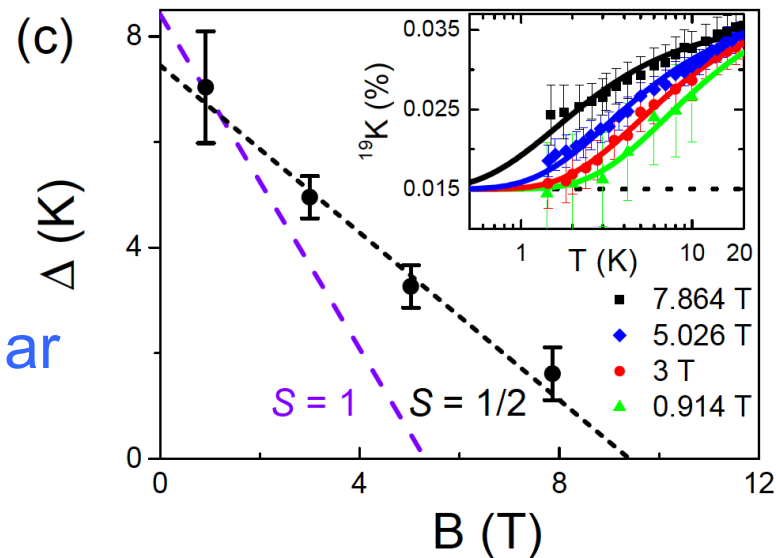 (c)
8
4
0
Δ (K)
ar
S = 1
S = 1/2
0
4
8
12
B (T)
0.035
0.025
0.015
¹⁹K (%)
1
10
20
T (K)
7.864 T
5.026 T
3 T
0.914 T